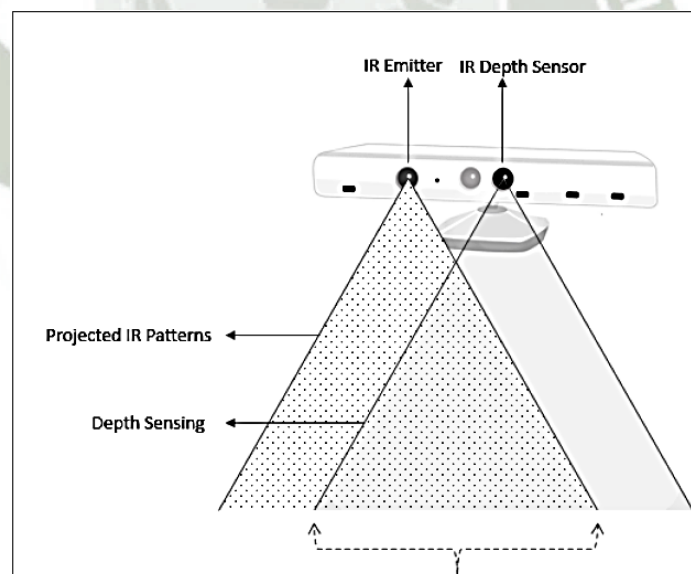 IR Emitter IR Depth Sensor
Projected IR Patterns
Depth Sensing